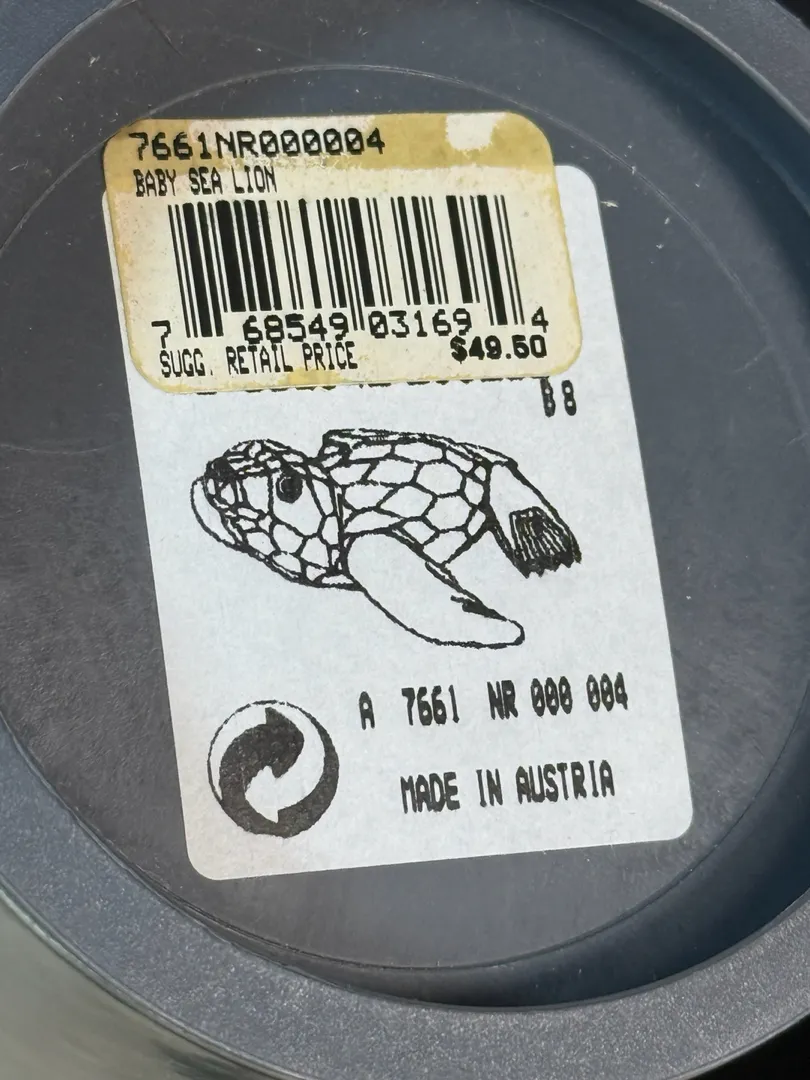 7661NR000004
BABY SEA LION
7 68549 03169 4
SUGG. RETAIL PRICE $49.50
B 8
A 7661 NR 000 004
MADE IN AUSTRIA